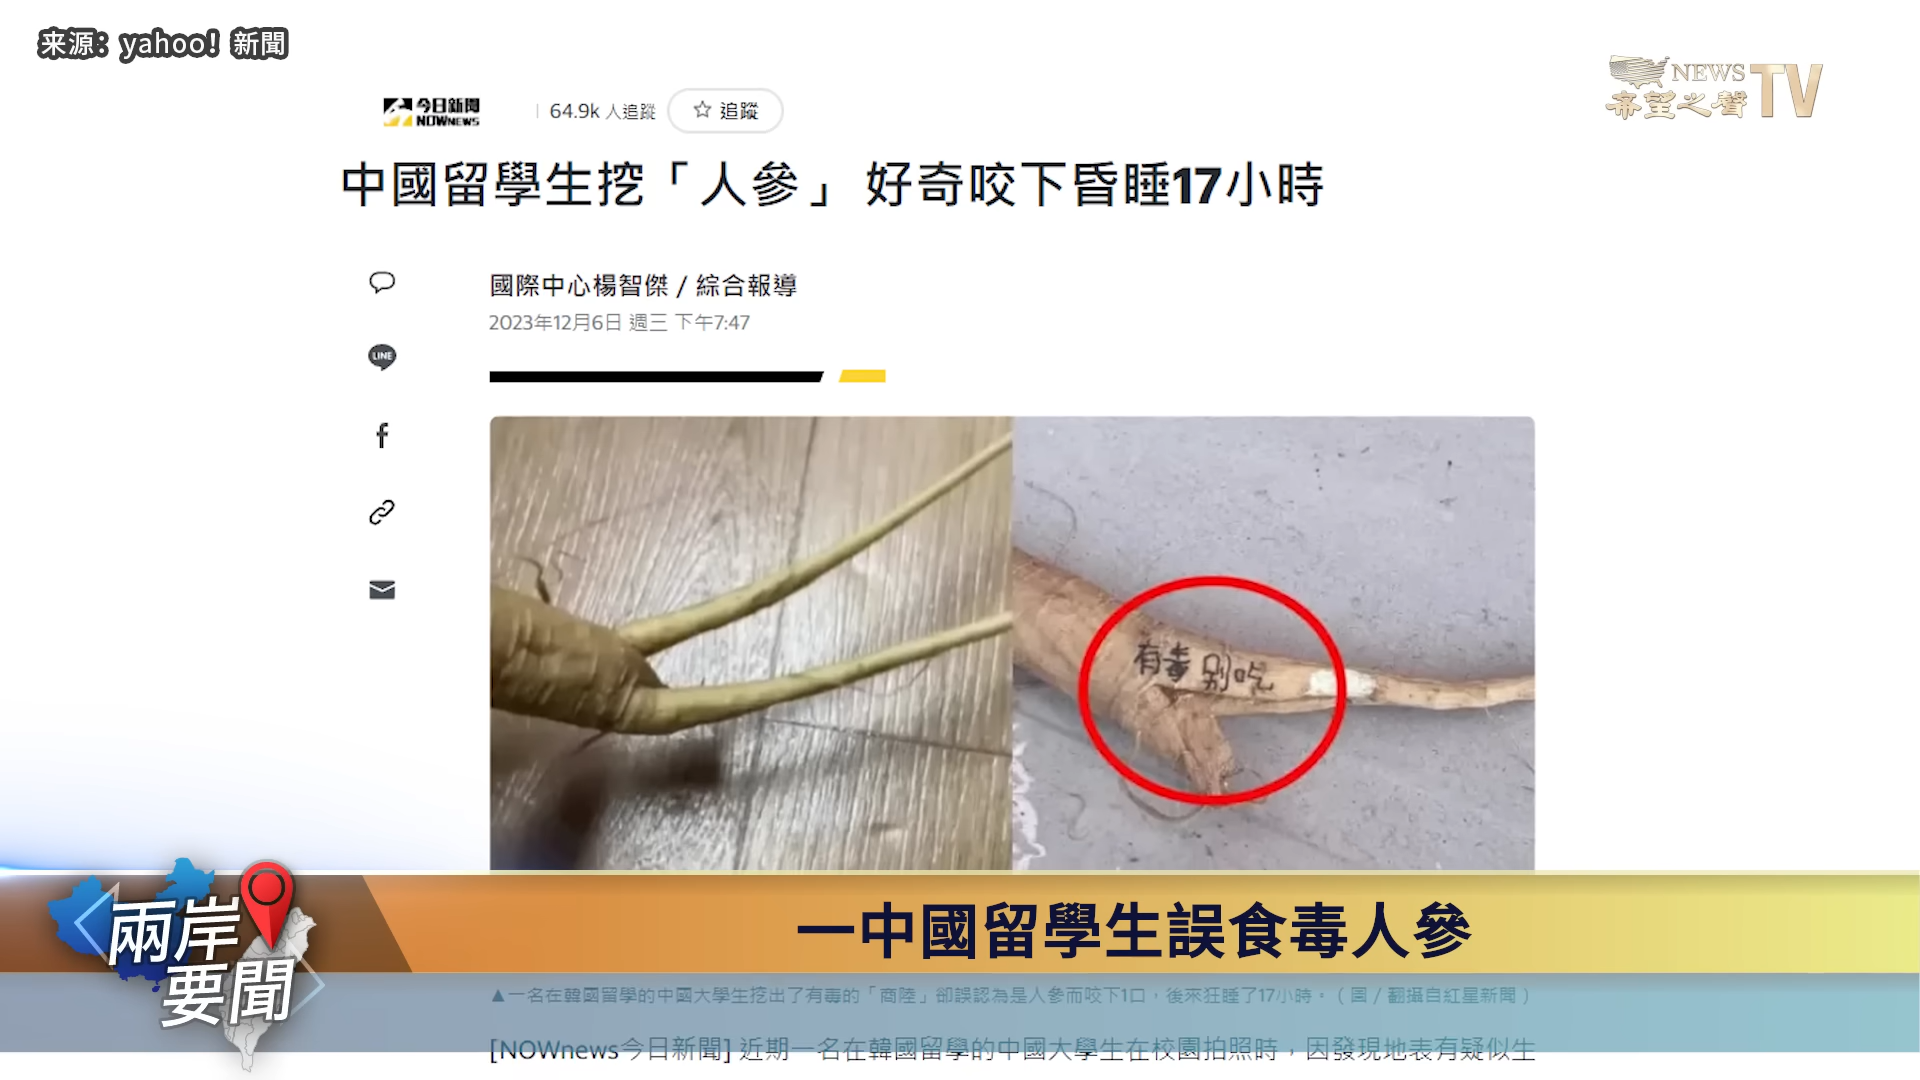 来源：yahoo! 新聞
NEWS
希望之聲 TV
今日新聞
NOWNEWS
64.9k 人追蹤
追蹤
中國留學生挖「人參」 好奇咬下昏睡17小時
國際中心楊智傑 / 綜合報導
2023年12月6日 週三 下午7:47
LINE
有毒 别吃
一中國留學生誤食毒人參
兩岸
要聞
▲一名在韓國留學的中國大學生挖出了有毒的「商陸」卻誤認為是人參而咬下1口，後來狂睡了17小時。（圖 / 翻攝自紅星新聞）
[NOWnews今日新聞] 近期一名在韓國留學的中國大學生在校園拍照時，因發現地表有疑似生